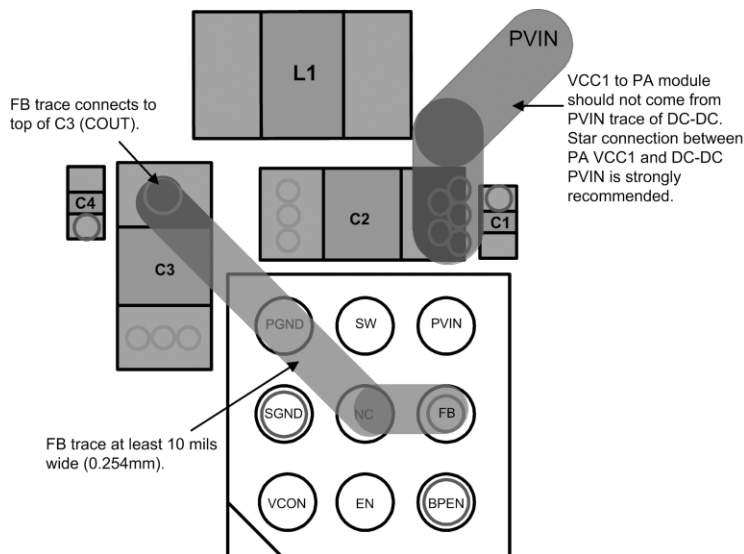 PVIN
L1
FB trace connects to
top of C3 (COUT).
VCC1 to PA module
should not come from
PVIN trace of DC-DC.
Star connection between
PA VCC1 and DC-DC
PVIN is strongly
recommended.
C4
C2
C1
C3
PGND
SW
PVIN
SGND
NC
FB
FB trace at least 10 mils
wide (0.254mm).
VCON
EN
BPEN